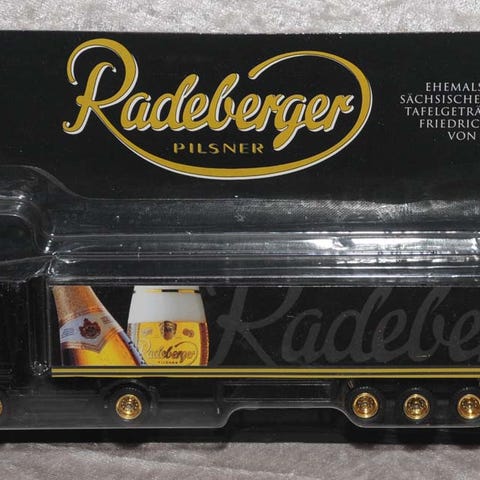 Radeberger
PILSNER
EHEMALS
SÄCHSISCHE
TAFELGETRÄ
FRIEDRIC
VON
Radeberger
Radebe